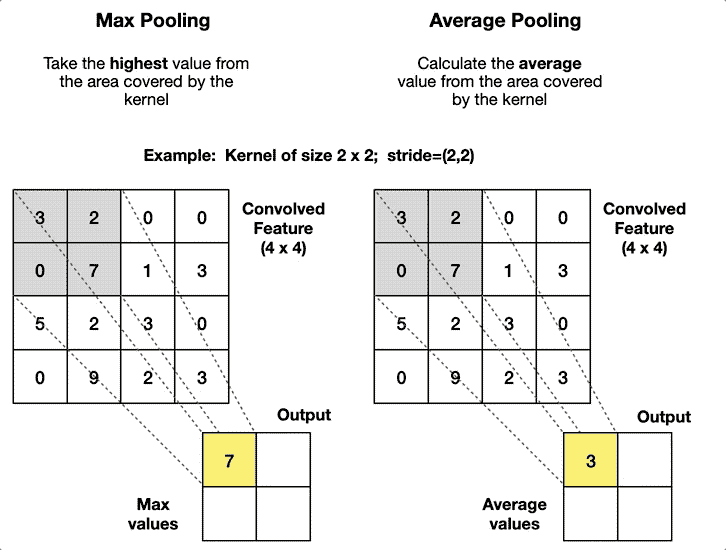 Max Pooling
Take the highest value from
the area covered by the
kernel
Average Pooling
Calculate the average
value from the area covered
by the kernel
Example: Kernel of size 2 x 2; stride=(2,2)
3 2 0 0
0 7 1 3
5 2 3 0
0 9 2 3
Convolved
Feature
(4 x 4)
Output
7
Max
values
3 2 0 0
0 7 1 3
5 2 3 0
0 9 2 3
Convolved
Feature
(4 x 4)
Output
3
Average
values